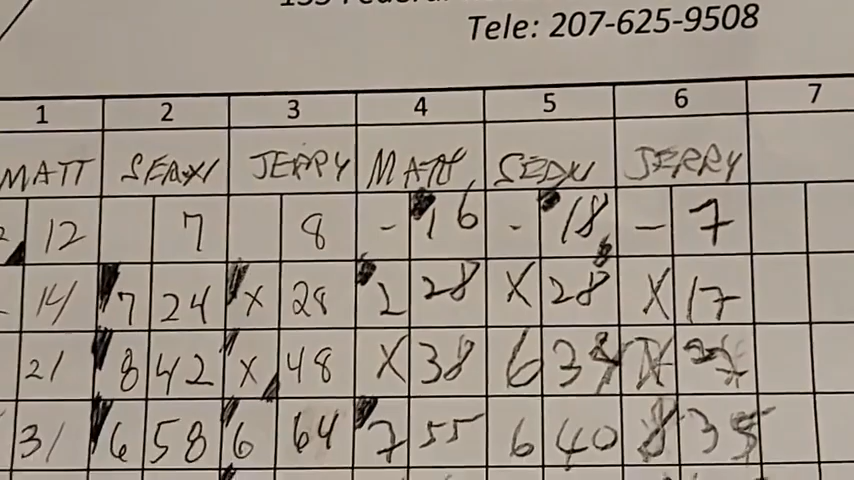 Tele: 207-625-9508
1 2 3 4 5 6 7
MATT SEAN JERRY MATT SEAN JERRY
12 7 8 - 16 - 18 - 7
14 7 24 X 28 2 28 X 28 X 17
21 8 42 X 48 X 38 6 38
31 6 58 6 64 7 55 6 40 8 35